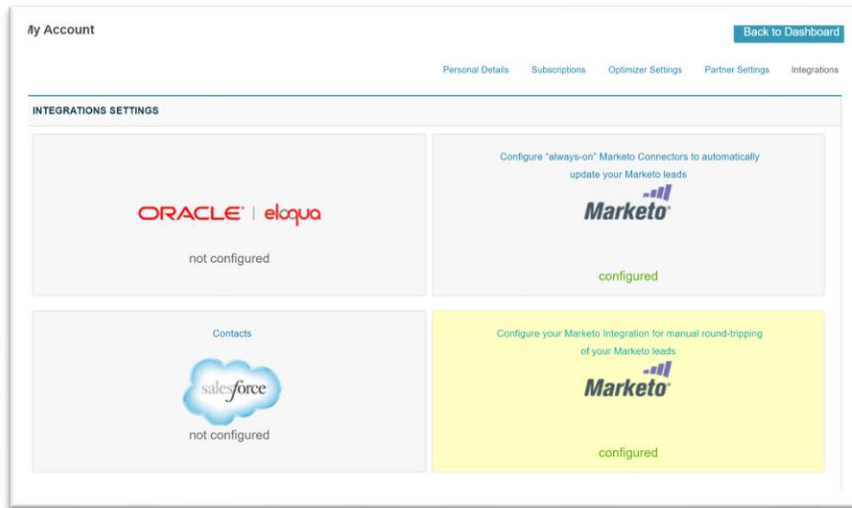 My Account
Back to Dashboard
Personal Details Subscriptions Optimizer Settings Partner Settings Integrations
INTEGRATIONS SETTINGS
ORACLE® | eloqua
not configured
Configure "always-on" Marketo Connectors to automatically
update your Marketo leads
Marketo®
configured
Contacts
salesforce
not configured
Configure your Marketo Integration for manual round-tripping
of your Marketo leads
Marketo®
configured